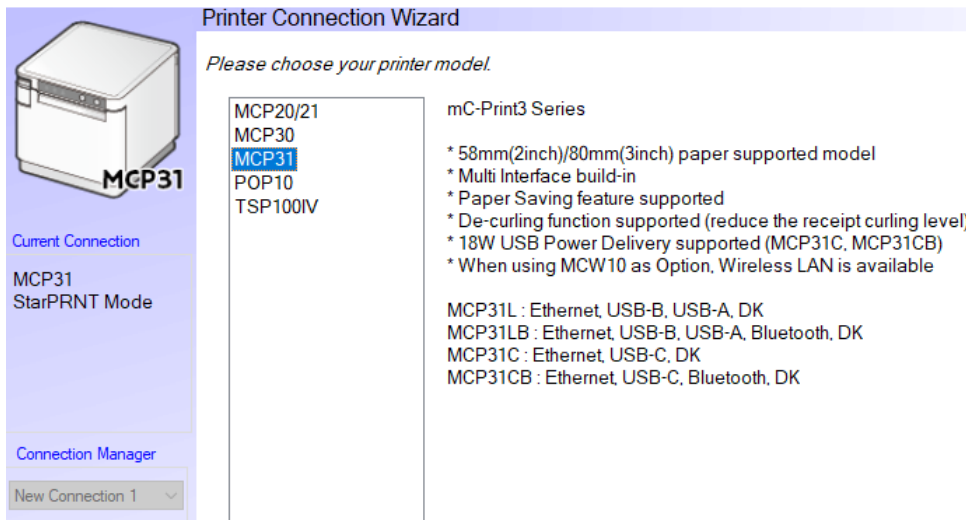 Printer Connection Wizard
Please choose your printer model.
MCP31
Current Connection
MCP31
StarPRNT Mode
Connection Manager
New Connection 1
MCP20/21
MCP30
MCP31
POP10
TSP100IV
mC-Print3 Series
* 58mm(2inch)/80mm(3inch) paper supported model
* Multi Interface build-in
* Paper Saving feature supported
* De-curling function supported (reduce the receipt curling level)
* 18W USB Power Delivery supported (MCP31C, MCP31CB)
* When using MCW10 as Option, Wireless LAN is available
MCP31L : Ethernet, USB-B, USB-A, DK
MCP31LB : Ethernet, USB-B, USB-A, Bluetooth, DK
MCP31C : Ethernet, USB-C, DK
MCP31CB : Ethernet, USB-C, Bluetooth, DK